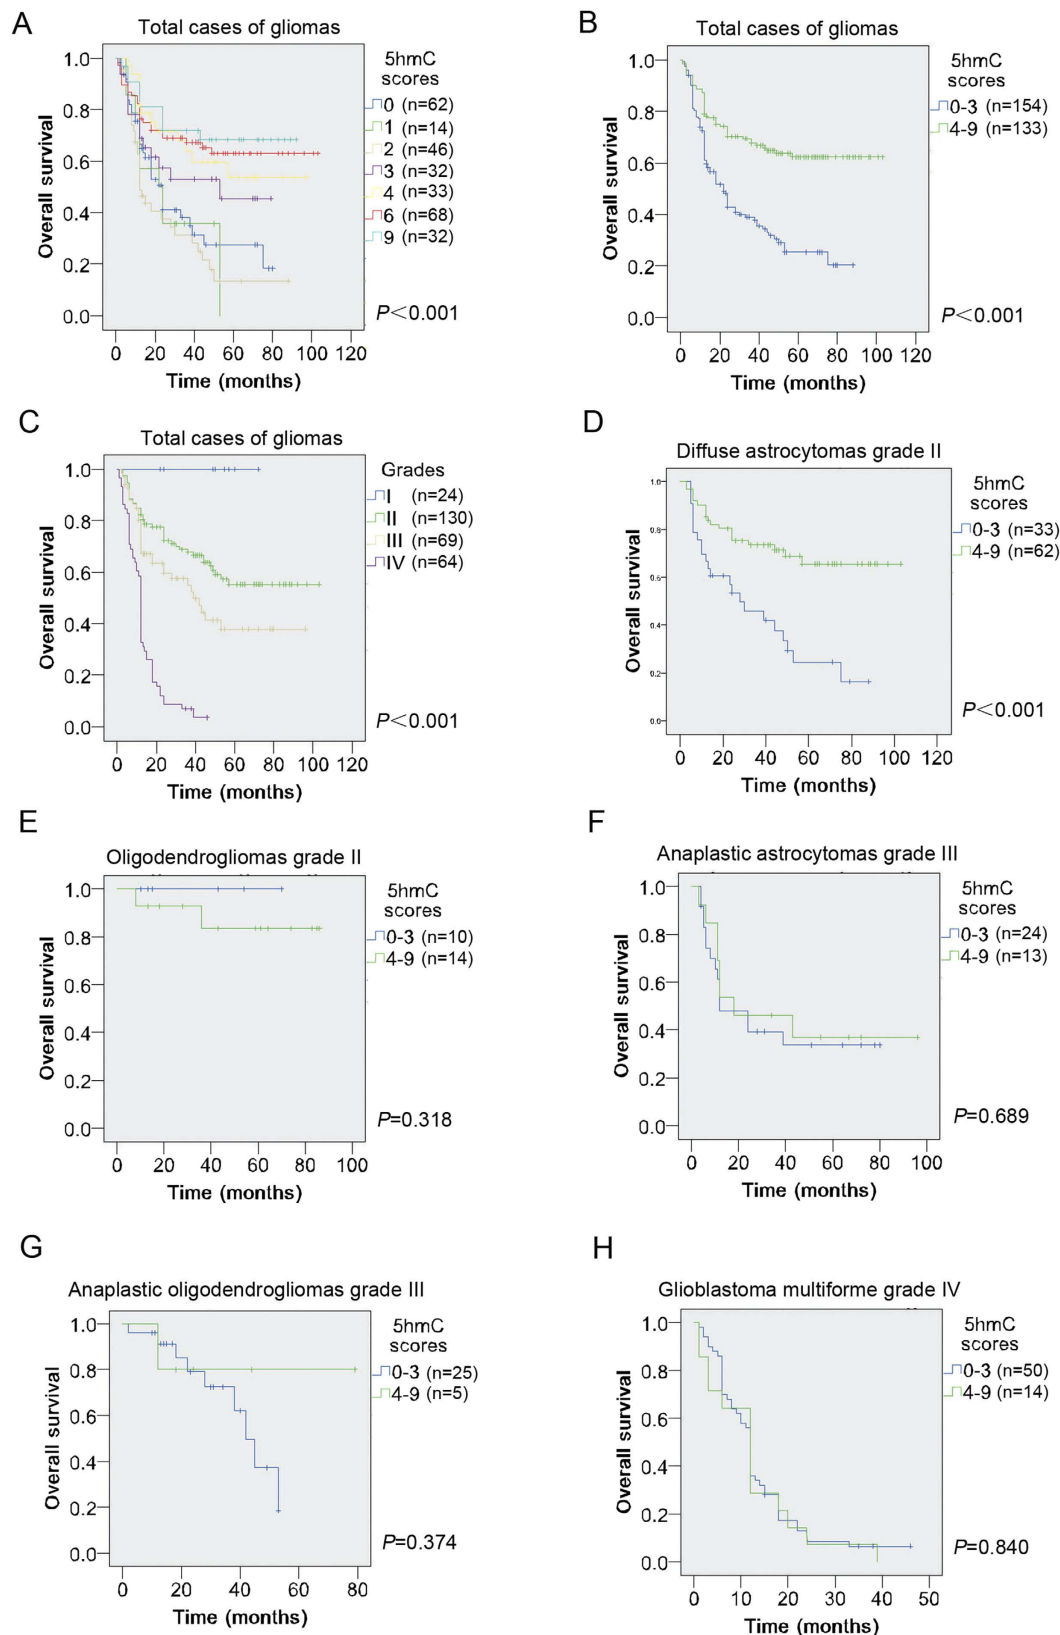 A
Total cases of gliomas
5hmC
scores
0 (n=62)
1 (n=14)
2 (n=46)
3 (n=32)
4 (n=33)
6 (n=68)
9 (n=32)
P<0.001
Overall survival
1.0
0.8
0.6
0.4
0.2
0.0
0 20 40 60 80 100 120
Time (months)
B
Total cases of gliomas
5hmC
scores
0-3 (n=154)
4-9 (n=133)
P<0.001
Overall survival
1.0
0.8
0.6
0.4
0.2
0.0
0 20 40 60 80 100 120
Time (months)
C
Total cases of gliomas
Grades
I (n=24)
II (n=130)
III (n=69)
IV (n=64)
P<0.001
Overall survival
1.0
0.8
0.6
0.4
0.2
0.0
0 20 40 60 80 100 120
Time (months)
D
Diffuse astrocytomas grade II
5hmC
scores
0-3 (n=33)
4-9 (n=62)
P<0.001
Overall survival
1.0
0.8
0.6
0.4
0.2
0.0
0 20 40 60 80 100 120
Time (months)
E
Oligodendrogliomas grade II
5hmC
scores
0-3 (n=10)
4-9 (n=14)
P=0.318
Overall survival
1.0
0.8
0.6
0.4
0.2
0.0
0 20 40 60 80 100
Time (months)
F
Anaplastic astrocytomas grade III
5hmC
scores
0-3 (n=24)
4-9 (n=13)
P=0.689
Overall survival
1.0
0.8
0.6
0.4
0.2
0.0
0 20 40 60 80 100
Time (months)
G
Anaplastic oligodendrogliomas grade III
5hmC
scores
0-3 (n=25)
4-9 (n=5)
P=0.374
Overall survival
1.0
0.8
0.6
0.4
0.2
0.0
0 20 40 60 80
Time (months)
H
Glioblastoma multiforme grade IV
5hmC
scores
0-3 (n=50)
4-9 (n=14)
P=0.840
Overall survival
1.0
0.8
0.6
0.4
0.2
0.0
0 10 20 30 40 50
Time (months)